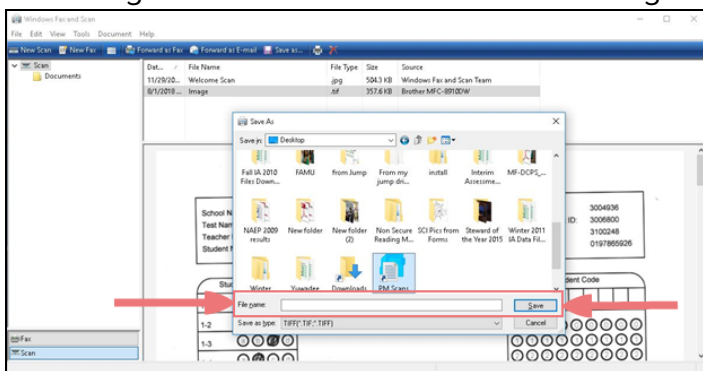 Windows Fax and Scan
File Edit View Tools Document Help
New Scan New Fax Forward as Fax Forward as E-mail Save as...
Scan
Documents
Dat... File Name File Type Size Source
11/29/20... Welcome Scan .jpg 504.3 KB Windows Fax and Scan Team
8/1/2018 ... Image .tif 357.6 KB Brother MFC-8910DW
Save As
Save in: Desktop
Fall IA 2010 Files Down...
FAMU
from Jump
From my jump dri...
install
Interim Assessme...
MF-DCPS_...
NAEP 2009 results
New folder
New folder (2)
Non Secure Reading M...
SCI Pics from Forms
Steward of the Year 2015
Winter 2011 IA Data Fil...
Winter
Yuwadee
Downloads
PM Scans
File name:
Save
Save as type: TIFF(*.TIF;*.TIFF)
Cancel
School N
Test Nam
Teacher
Student N
ID:
3004936
3006800
3100248
0197865926
Stuc
dent Code
1-2
1-3
Fax
Scan